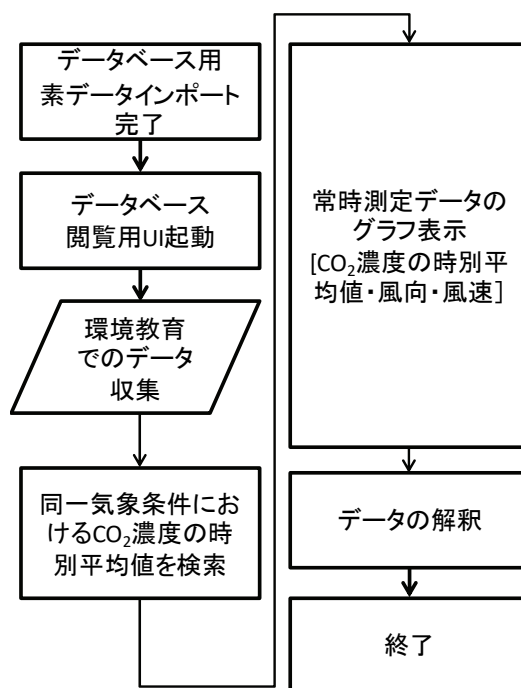 データベース用
素データインポート
完了
データベース
閲覧用UI起動
環境教育
でのデータ
収集
同一気象条件にお
けるCO₂濃度の時
別平均値を検索
常時測定データの
グラフ表示
[CO₂濃度の時別平
均値・風向・風速]
データの解釈
終了